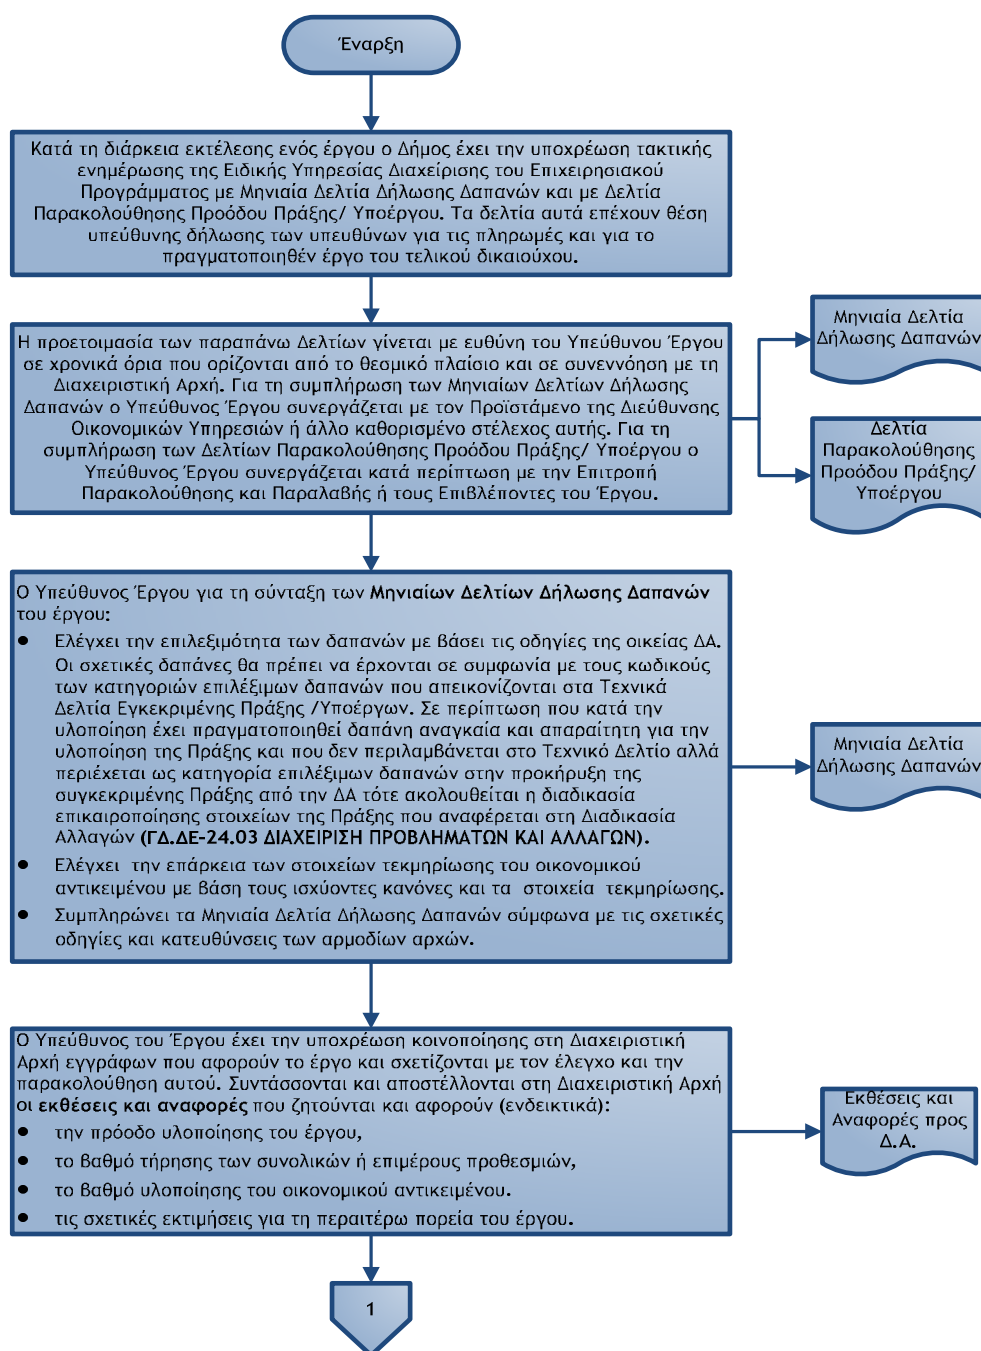 Έναρξη
Κατά τη διάρκεια εκτέλεσης ενός έργου ο Δήμος έχει την υποχρέωση τακτικής
ενημέρωσης της Ειδικής Υπηρεσίας Διαχείρισης του Επιχειρησιακού
Προγράμματος με Μηνιαία Δελτία Δήλωσης Δαπανών και με Δελτία
Παρακολούθησης Προόδου Πράξης/ Υποέργου. Τα δελτία αυτά επέχουν θέση
υπεύθυνης δήλωσης των υπευθύνων για τις πληρωμές και για το
πραγματοποιηθέν έργο του τελικού δικαιούχου.
Η προετοιμασία των παραπάνω Δελτίων γίνεται με ευθύνη του Υπεύθυνου Έργου
σε χρονικά όρια που ορίζονται από το θεσμικό πλαίσιο και σε συνεννόηση με τη
Διαχειριστική Αρχή. Για τη συμπλήρωση των Μηνιαίων Δελτίων Δήλωσης
Δαπανών ο Υπεύθυνος Έργου συνεργάζεται με τον Προϊστάμενο της Διεύθυνσης
Οικονομικών Υπηρεσιών ή άλλο καθορισμένο στέλεχος αυτής. Για τη
συμπλήρωση των Δελτίων Παρακολούθησης Προόδου Πράξης/ Υποέργου ο
Υπεύθυνος Έργου συνεργάζεται κατά περίπτωση με την Επιτροπή
Παρακολούθησης και Παραλαβής ή τους Επιβλέποντες του Έργου.
Μηνιαία Δελτία
Δήλωσης Δαπανών
Δελτία
Παρακολούθησης
Προόδου Πράξης/
Υποέργου
Ο Υπεύθυνος Έργου για τη σύνταξη των Μηνιαίων Δελτίων Δήλωσης Δαπανών
του έργου:
● Ελέγχει την επιλεξιμότητα των δαπανών με βάσει τις οδηγίες της οικείας ΔΑ.
Οι σχετικές δαπάνες θα πρέπει να έρχονται σε συμφωνία με τους κωδικούς
των κατηγοριών επιλέξιμων δαπανών που απεικονίζονται στα Τεχνικά
Δελτία Εγκεκριμένης Πράξης /Υποέργων. Σε περίπτωση που κατά την
υλοποίηση έχει πραγματοποιηθεί δαπάνη αναγκαία και απαραίτητη για την
υλοποίηση της Πράξης και που δεν περιλαμβάνεται στο Τεχνικό Δελτίο αλλά
περιέχεται ως κατηγορία επιλέξιμων δαπανών στην προκήρυξη της
συγκεκριμένης Πράξης από την ΔΑ τότε ακολουθείται η διαδικασία
επικαιροποίησης στοιχείων της Πράξης που αναφέρεται στη Διαδικασία
Αλλαγών (ΓΔ.ΔΕ-24.03 ΔΙΑΧΕΙΡΙΣΗ ΠΡΟΒΛΗΜΑΤΩΝ ΚΑΙ ΑΛΛΑΓΩΝ).
● Ελέγχει την επάρκεια των στοιχείων τεκμηρίωσης του οικονομικού
αντικειμένου με βάση τους ισχύοντες κανόνες και τα στοιχεία τεκμηρίωσης.
● Συμπληρώνει τα Μηνιαία Δελτία Δήλωσης Δαπανών σύμφωνα με τις σχετικές
οδηγίες και κατευθύνσεις των αρμοδίων αρχών.
Μηνιαία Δελτία
Δήλωσης Δαπανών
Ο Υπεύθυνος του Έργου έχει την υποχρέωση κοινοποίησης στη Διαχειριστική
Αρχή εγγράφων που αφορούν το έργο και σχετίζονται με τον έλεγχο και την
παρακολούθηση αυτού. Συντάσσονται και αποστέλλονται στη Διαχειριστική Αρχή
οι εκθέσεις και αναφορές που ζητούνται και αφορούν (ενδεικτικά):
● την πρόοδο υλοποίησης του έργου,
● το βαθμό τήρησης των συνολικών ή επιμέρους προθεσμιών,
● το βαθμό υλοποίησης του οικονομικού αντικειμένου.
● τις σχετικές εκτιμήσεις για τη περαιτέρω πορεία του έργου.
Εκθέσεις και
Αναφορές προς
Δ.Α.
1